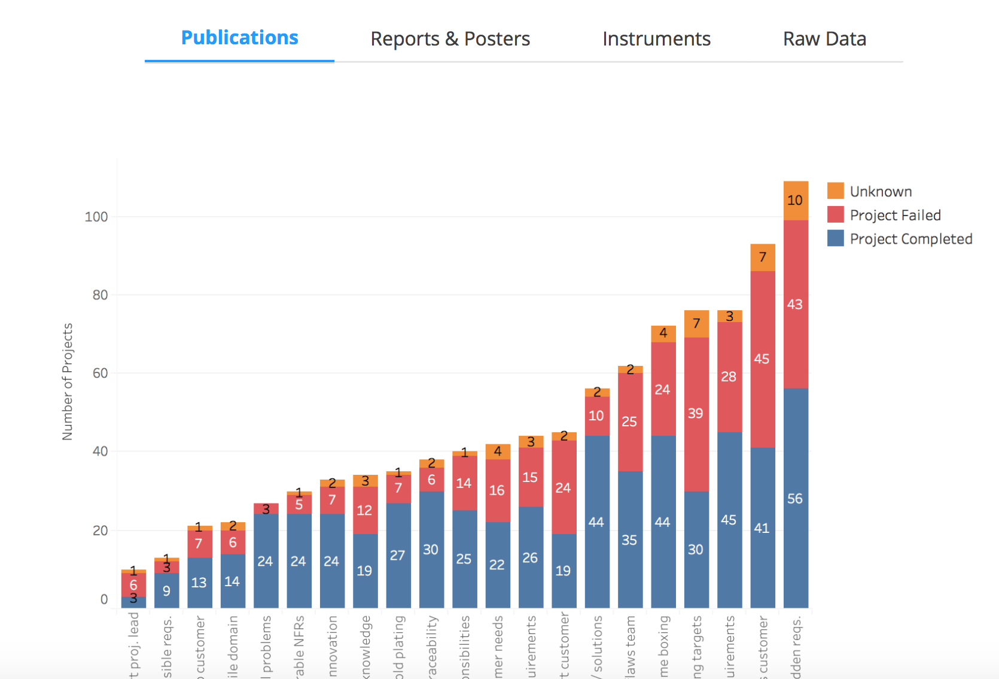 Publications Reports & Posters Instruments Raw Data
Unknown
Project Failed
Project Completed
Number of Projects
100
80
60
40
20
0
1 6 3
1 3 9
1 7 13
2 6 14
3 24
1 5 24
2 7 24
3 12 19
1 7 27
2 6 30
1 14 25
4 16 22
3 15 26
2 24 19
2 10 44
2 25 35
4 24 44
7 39 30
3 28 45
7 45 41
10 43 56
t proj. lead
sible reqs.
o customer
ile domain
l problems
rable NFRs
nnovation
knowledge
old plating
raceability
onsibilities
mer needs
uirements
t customer
/ solutions
flaws team
me boxing
ng targets
uirements
s customer
dden reqs.